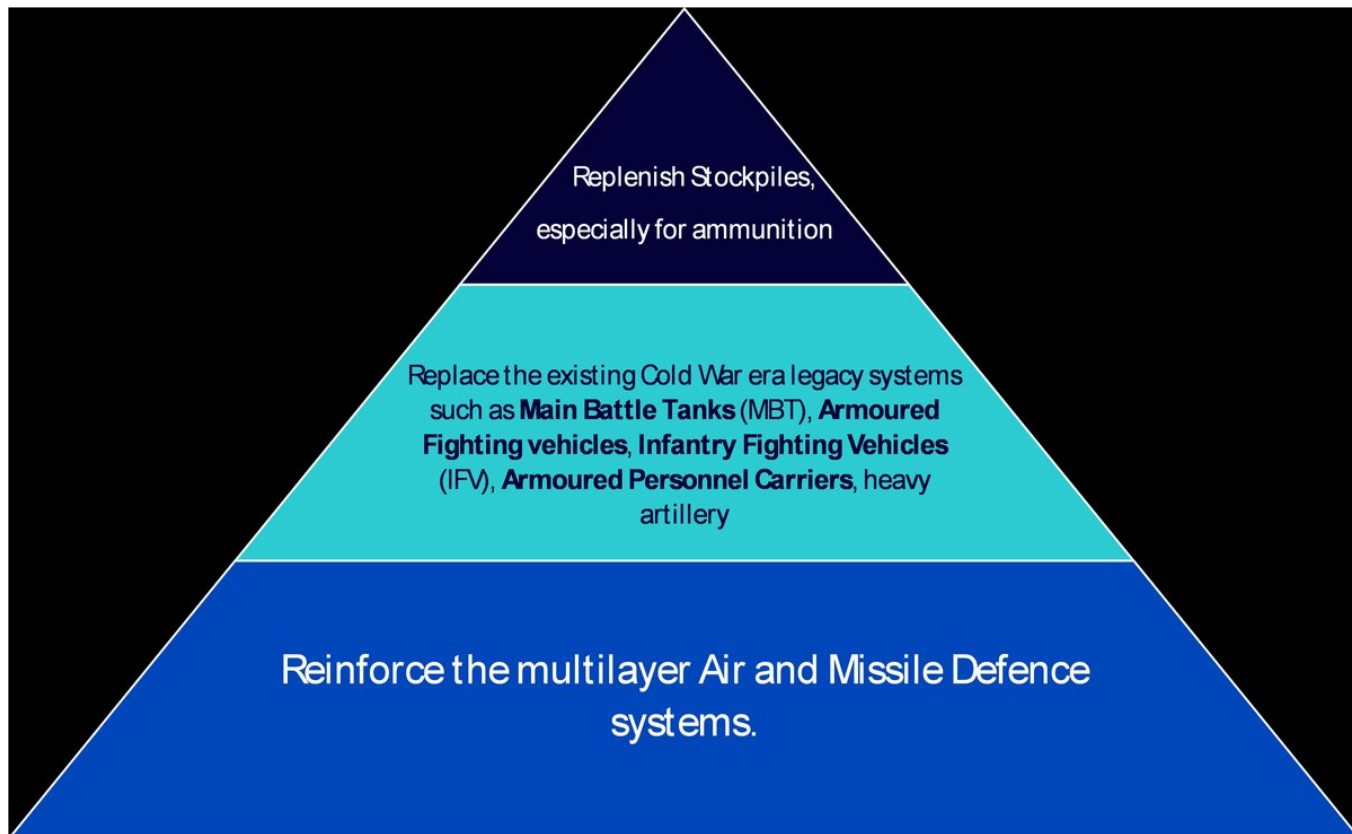 Replenish Stockpiles,
especially for ammunition
Replace the existing Cold War era legacy systems
such as Main Battle Tanks (MBT), Armoured
Fighting vehicles, Infantry Fighting Vehicles
(IFV), Armoured Personnel Carriers, heavy
artillery
Reinforce the multilayer Air and Missile Defence
systems.